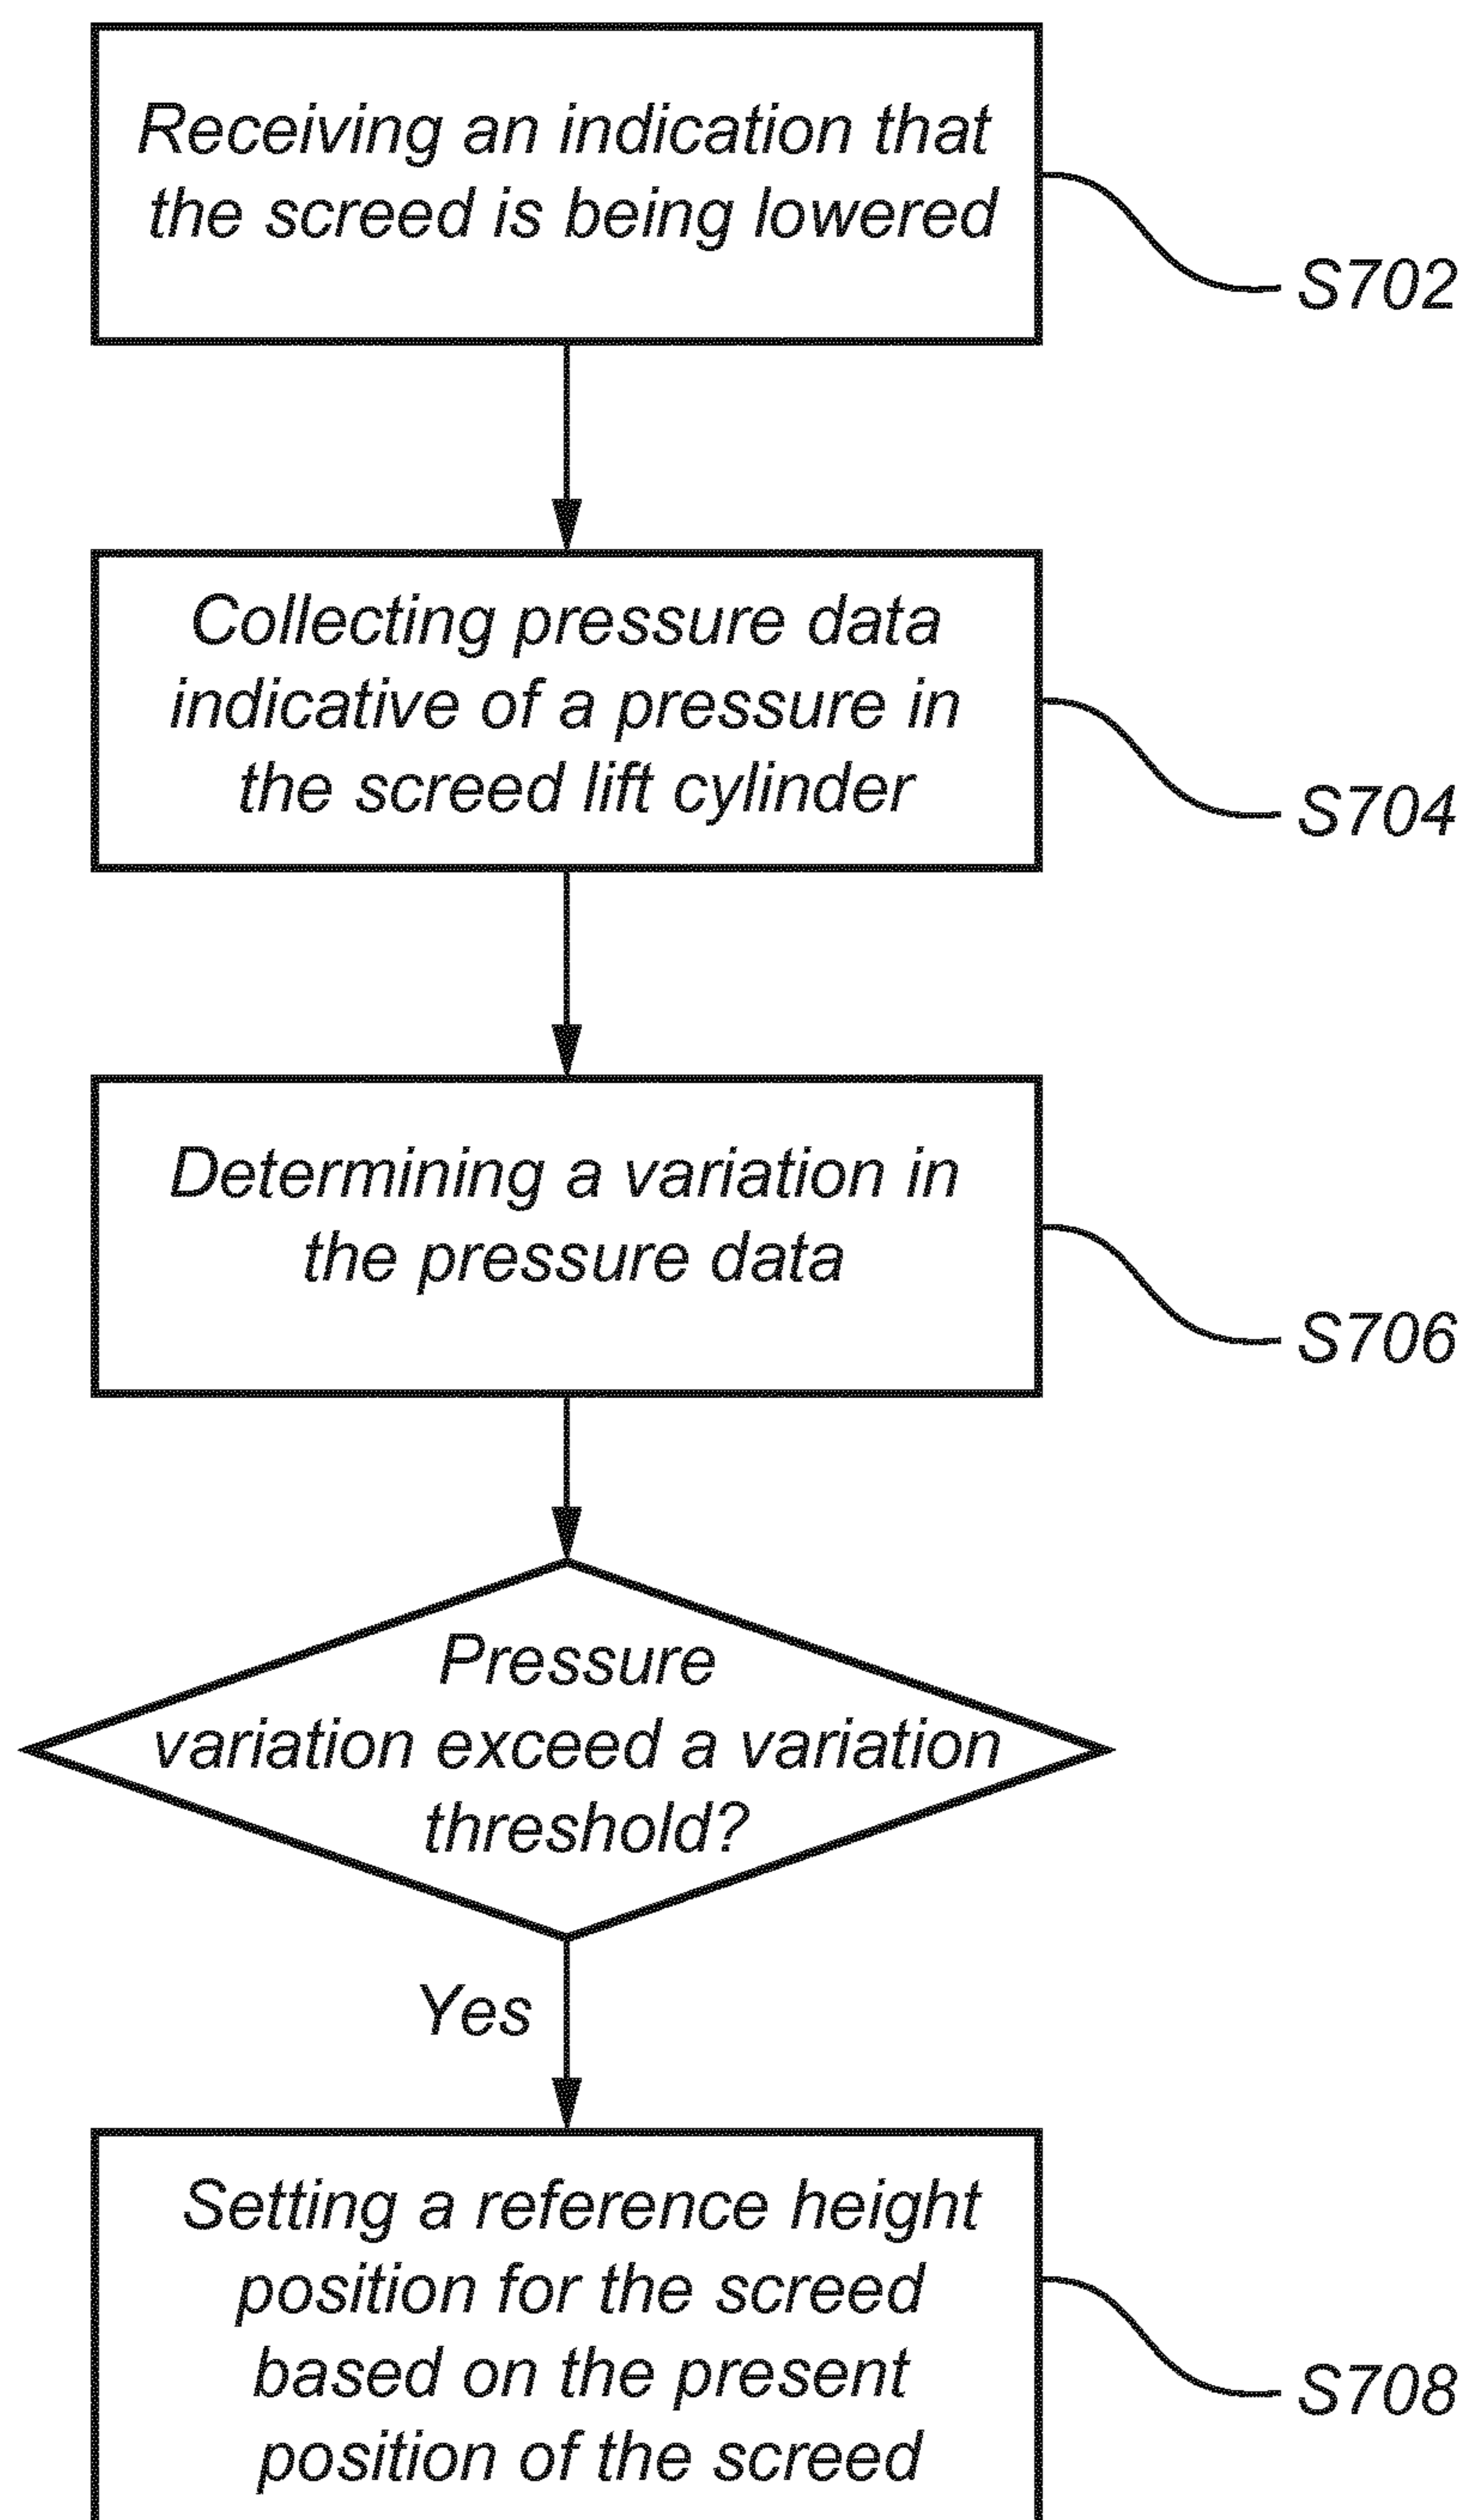 Receiving an indication that
the screed is being lowered
S702
Collecting pressure data
indicative of a pressure in
the screed lift cylinder
S704
Determining a variation in
the pressure data
S706
Pressure
variation exceed a variation
threshold?
Yes
Setting a reference height
position for the screed
based on the present
position of the screed
S708